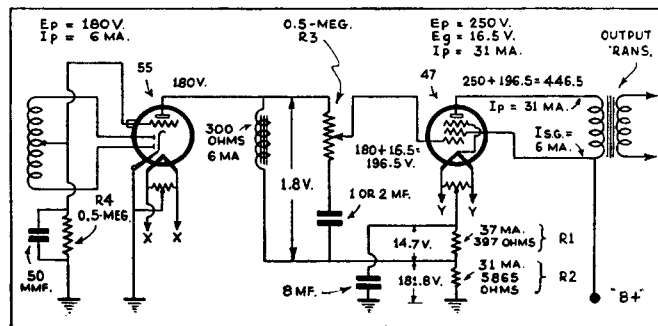 Ep = 180V.
Ip = 6 MA.
55
180V.
0.5-MEG.
R3
Ep = 250V.
Eg = 16.5 V.
Ip = 31 MA.
47
OUTPUT
TRANS.
250+196.5=446.5
Ip = 31 MA.
I S.G. =
6 MA.
300
OHMS
6 MA
1.8V.
180+16.5=
196.5V.
1 OR 2 MF.
R4
0.5-MEG.
50
MMF.
X
X
Y
Y
14.7V.
37 MA.
397 OHMS
R1
8 MF.
181.8V.
31 MA.
5865
OHMS
R2
"B+"